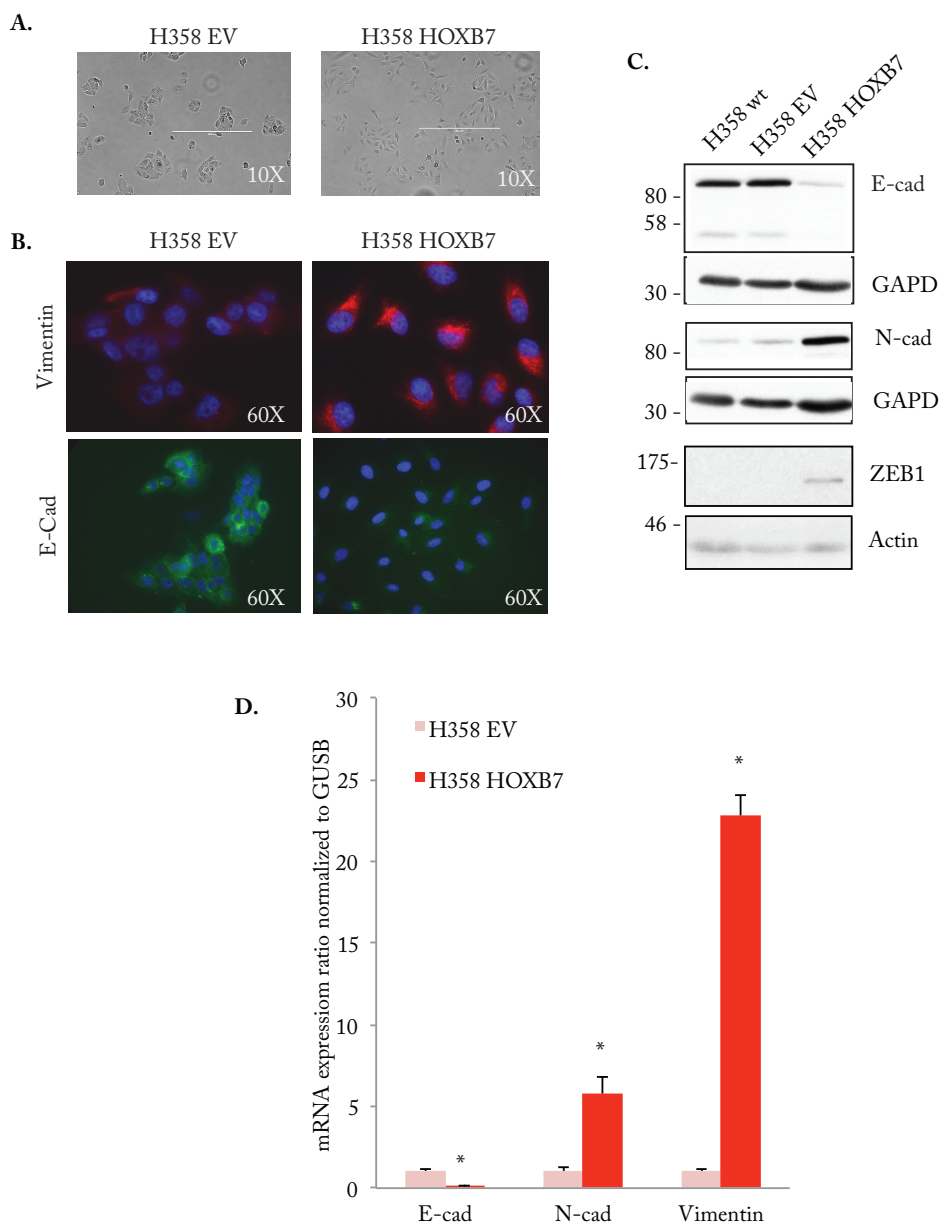 A.
H358 EV
H358 HOXB7
10X
10X
B.
H358 EV
H358 HOXB7
Vimentin
60X
60X
E-Cad
60X
60X
C.
H358 wt
H358 EV
H358 HOXB7
80 -
58 -
E-cad
30 -
GAPD
80 -
N-cad
30 -
GAPD
175-
ZEB1
46 -
Actin
D.
mRNA expressiom ratio normalized to GUSB
30
25
20
15
10
5
0
H358 EV
H358 HOXB7
*
*
*
E-cad
N-cad
Vimentin